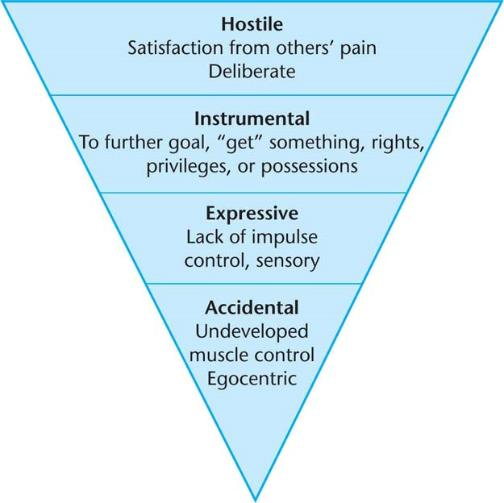 Hostile
Satisfaction from others’ pain
Deliberate
Instrumental
To further goal, “get” something, rights,
privileges, or possessions
Expressive
Lack of impulse
control, sensory
Accidental
Undeveloped
muscle control
Egocentric